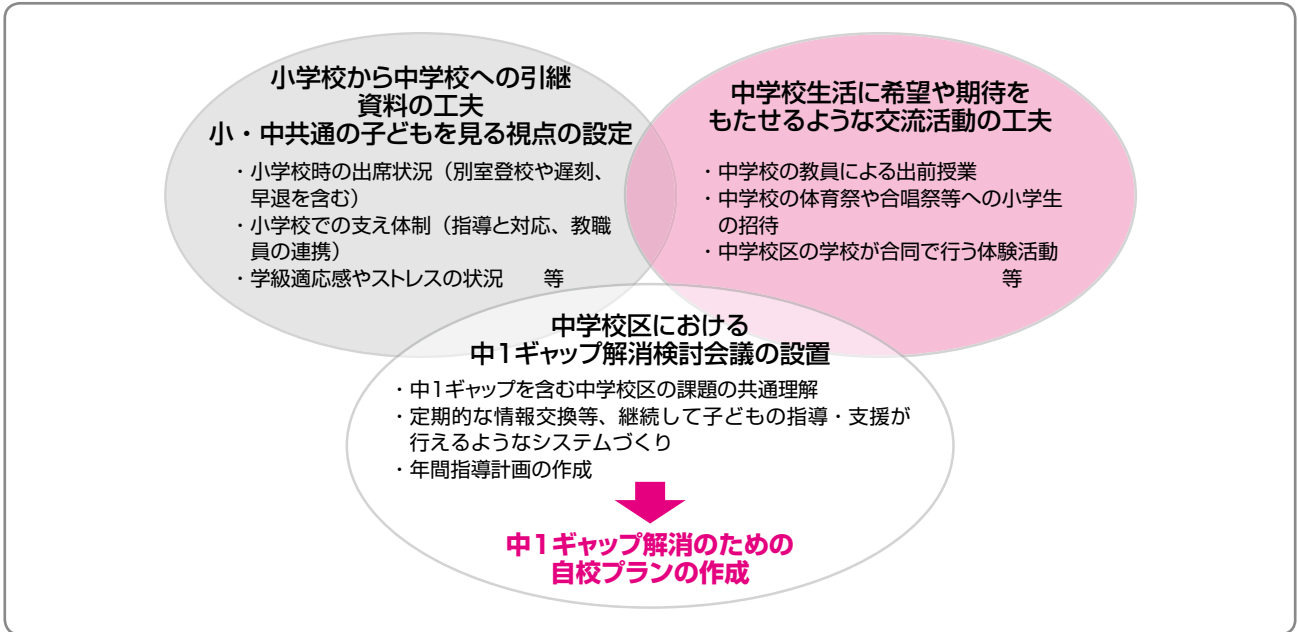 小学校から中学校への引継
資料の工夫
小・中共通の子どもを見る視点の設定
・小学校時の出席状況（別室登校や遅刻、
早退を含む）
・小学校での支え体制（指導と対応、教職
員の連携）
・学級適応感やストレスの状況　　等
中学校生活に希望や期待を
もたせるような交流活動の工夫
・中学校の教員による出前授業
・中学校の体育祭や合唱祭等への小学生
の招待
・中学校区の学校が合同で行う体験活動
等
中学校区における
中1ギャップ解消検討会議の設置
・中1ギャップを含む中学校区の課題の共通理解
・定期的な情報交換等、継続して子どもの指導・支援が
行えるようなシステムづくり
・年間指導計画の作成
中1ギャップ解消のための
自校プランの作成